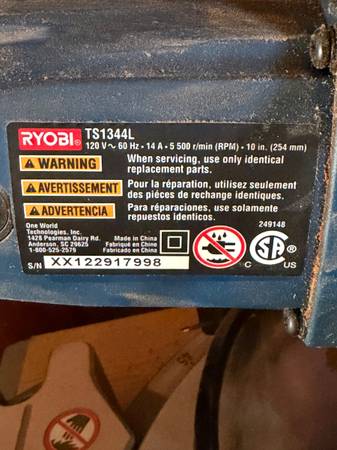 RYOBI TS1344L
120 V ~ 60 Hz · 14 A · 5 500 r/min (RPM) · 10 in. (254 mm)
WARNING When servicing, use only identical replacement parts.
AVERTISSEMENT Pour la réparation, utilisez seulement des piéces de rechange identiques.
ADVERTENCIA Para reparaciones, use solamente repuestos identicos.
One World
Technologies, Inc.
1428 Pearman Dairy Rd.
Anderson, SC 29625
1-800-525-2579
Made in China
Fabriqué en Chine
Fabricado en China
249148
SA
C US
S/N XX122917998